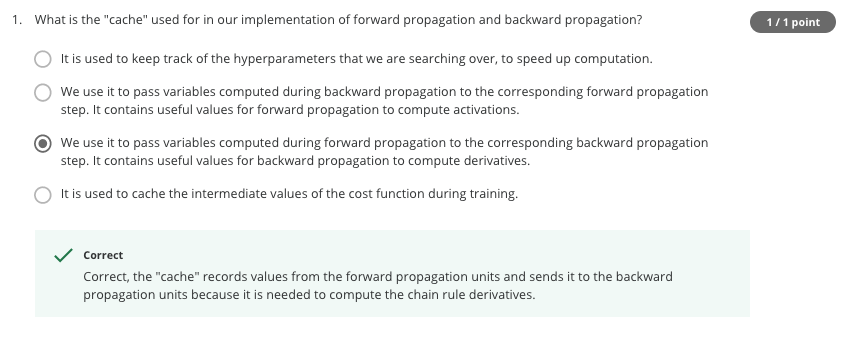 1. What is the "cache" used for in our implementation of forward propagation and backward propagation?
1 / 1 point
It is used to keep track of the hyperparameters that we are searching over, to speed up computation.
We use it to pass variables computed during backward propagation to the corresponding forward propagation
step. It contains useful values for forward propagation to compute activations.
We use it to pass variables computed during forward propagation to the corresponding backward propagation
step. It contains useful values for backward propagation to compute derivatives.
It is used to cache the intermediate values of the cost function during training.
Correct
Correct, the "cache" records values from the forward propagation units and sends it to the backward
propagation units because it is needed to compute the chain rule derivatives.